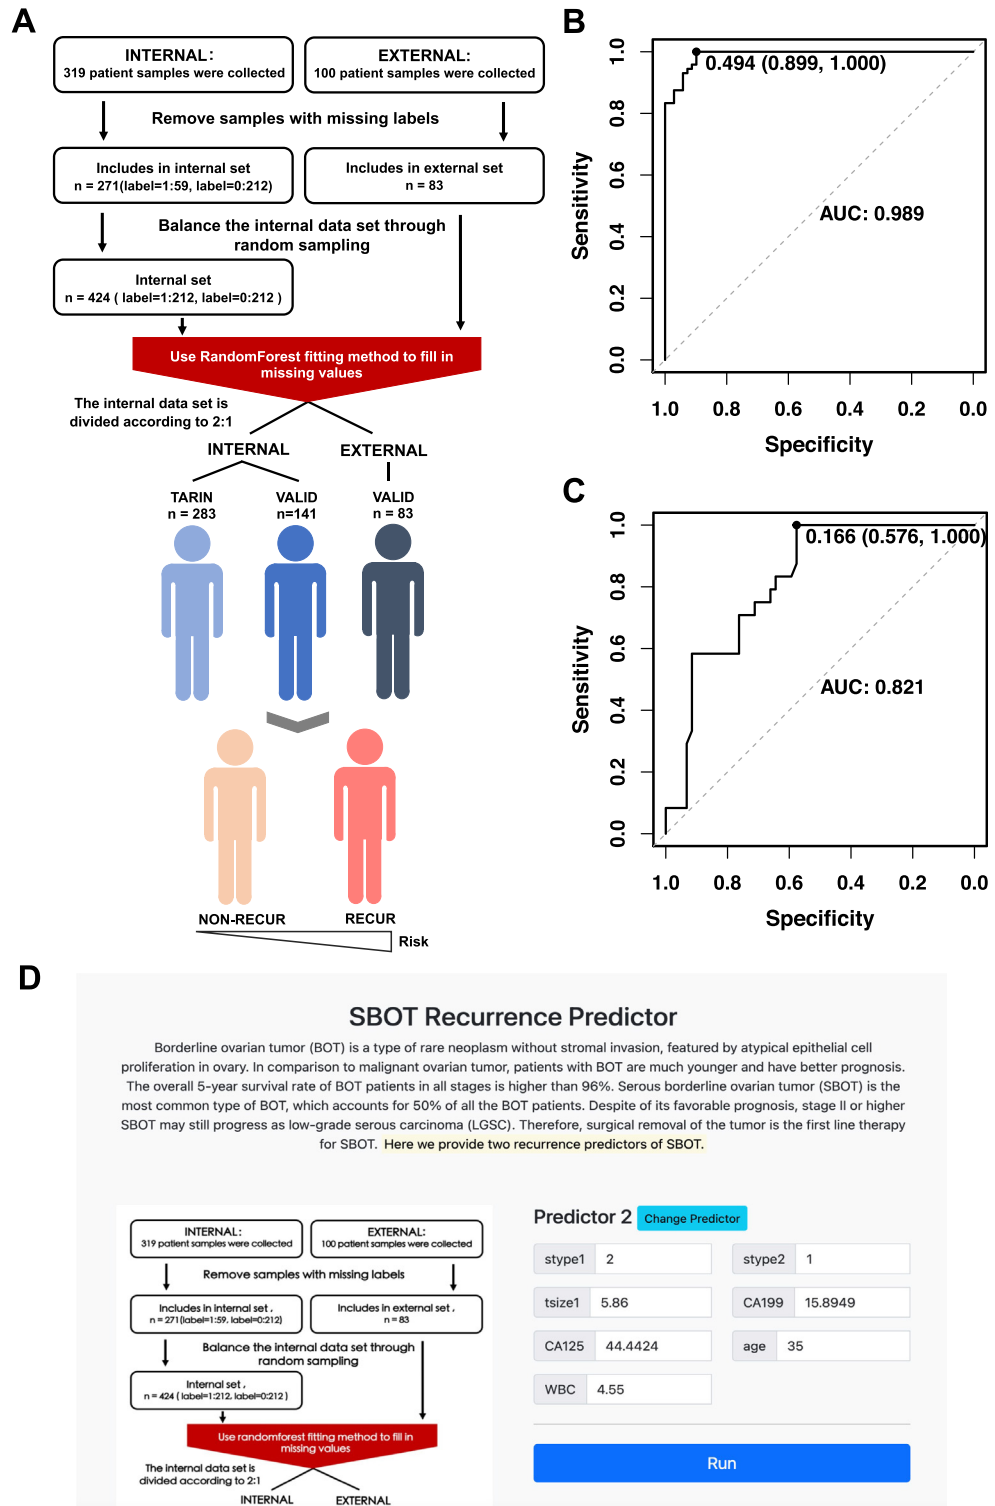 A
INTERNAL:
319 patient samples were collected
EXTERNAL:
100 patient samples were collected
Remove samples with missing labels
Includes in internal set
n = 271(label=1:59, label=0:212)
Includes in external set
n = 83
Balance the internal data set through
random sampling
Internal set
n = 424 ( label=1:212, label=0:212 )
Use RandomForest fitting method to fill in
missing values
The internal data set is
divided according to 2:1
INTERNAL
EXTERNAL
TARIN
n = 283
VALID
n=141
VALID
n = 83
NON-RECUR
RECUR
Risk
B
0.494 (0.899, 1.000)
AUC: 0.989
Sensitivity
0.0 0.2 0.4 0.6 0.8 1.0
1.0 0.8 0.6 0.4 0.2 0.0
Specificity
C
0.166 (0.576, 1.000)
AUC: 0.821
Sensitivity
0.0 0.2 0.4 0.6 0.8 1.0
1.0 0.8 0.6 0.4 0.2 0.0
Specificity
D
SBOT Recurrence Predictor
Borderline ovarian tumor (BOT) is a type of rare neoplasm without stromal invasion, featured by atypical epithelial cell
proliferation in ovary. In comparison to malignant ovarian tumor, patients with BOT are much younger and have better prognosis.
The overall 5-year survival rate of BOT patients in all stages is higher than 96%. Serous borderline ovarian tumor (SBOT) is the
most common type of BOT, which accounts for 50% of all the BOT patients. Despite of its favorable prognosis, stage II or higher
SBOT may still progress as low-grade serous carcinoma (LGSC). Therefore, surgical removal of the tumor is the first line therapy
for SBOT. Here we provide two recurrence predictors of SBOT.
INTERNAL:
319 patient samples were collected
EXTERNAL:
100 patient samples were collected
Remove samples with missing labels
Includes in internal set ,
n = 271(label=1:59, label=0:212)
Includes in external set ,
n = 83
Balance the internal data set through
random sampling
Internal set ,
n = 424 ( label=1:212, label=0:212 )
Use randomforest fitting method to fill in
missing values
The internal data set is
divided according to 2:1
INTERNAL
EXTERNAL
Predictor 2 Change Predictor
stype1 2
stype2 1
tsize1 5.86
CA199 15.8949
CA125 44.4424
age 35
WBC 4.55
Run